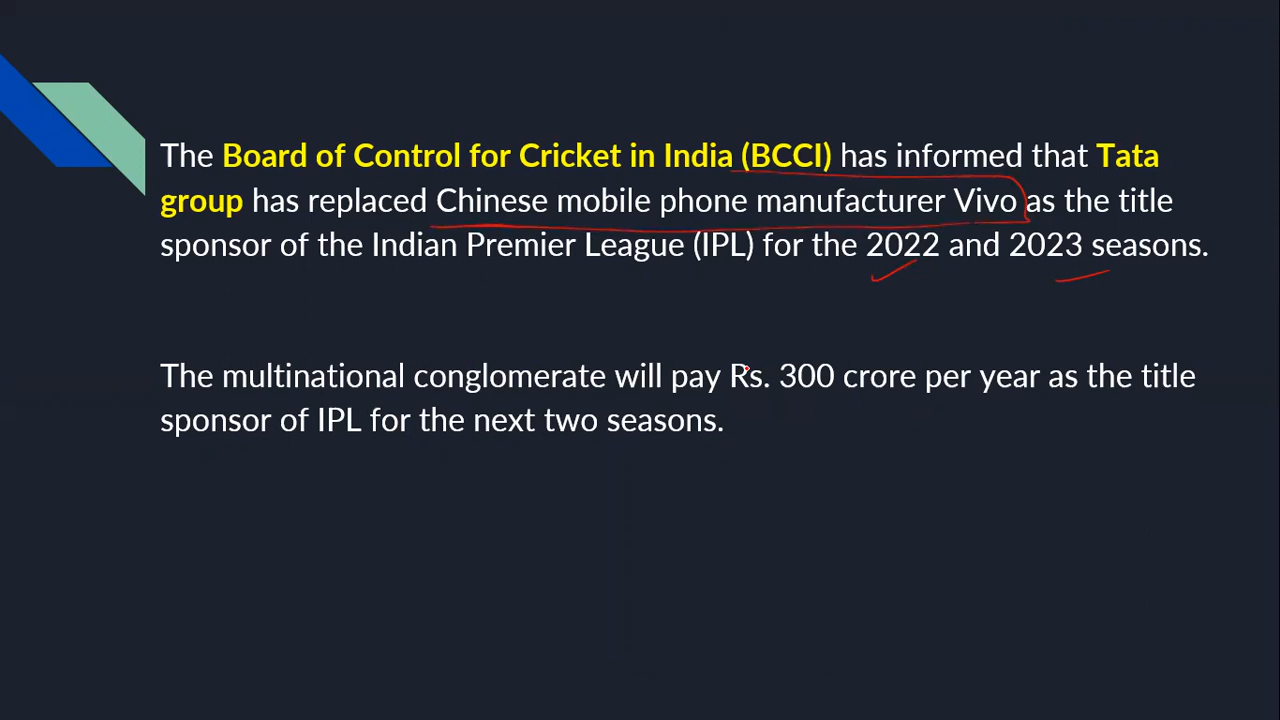 The Board of Control for Cricket in India (BCCI) has informed that Tata
group has replaced Chinese mobile phone manufacturer Vivo as the title
sponsor of the Indian Premier League (IPL) for the 2022 and 2023 seasons.
The multinational conglomerate will pay Rs. 300 crore per year as the title
sponsor of IPL for the next two seasons.